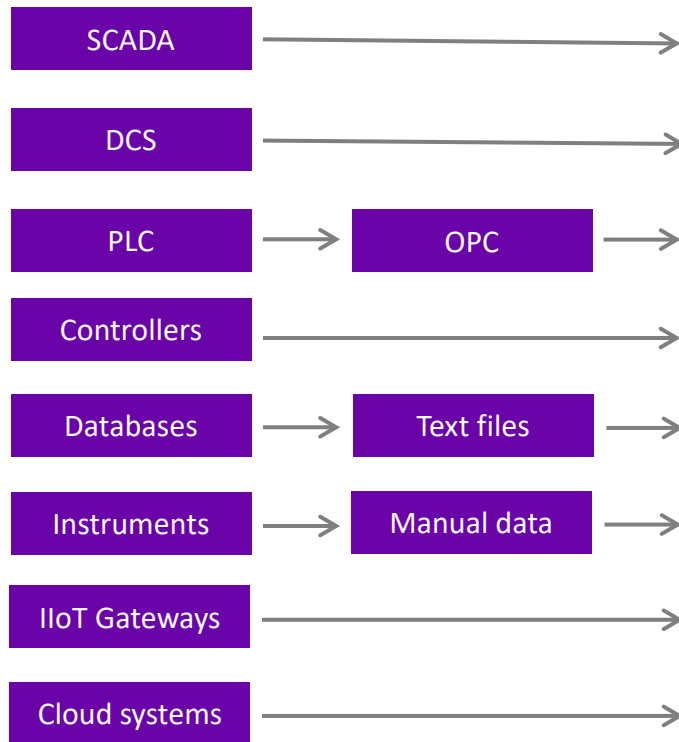 SCADA
DCS
PLC
OPC
Controllers
Databases
Text files
Instruments
Manual data
IIoT Gateways
Cloud systems